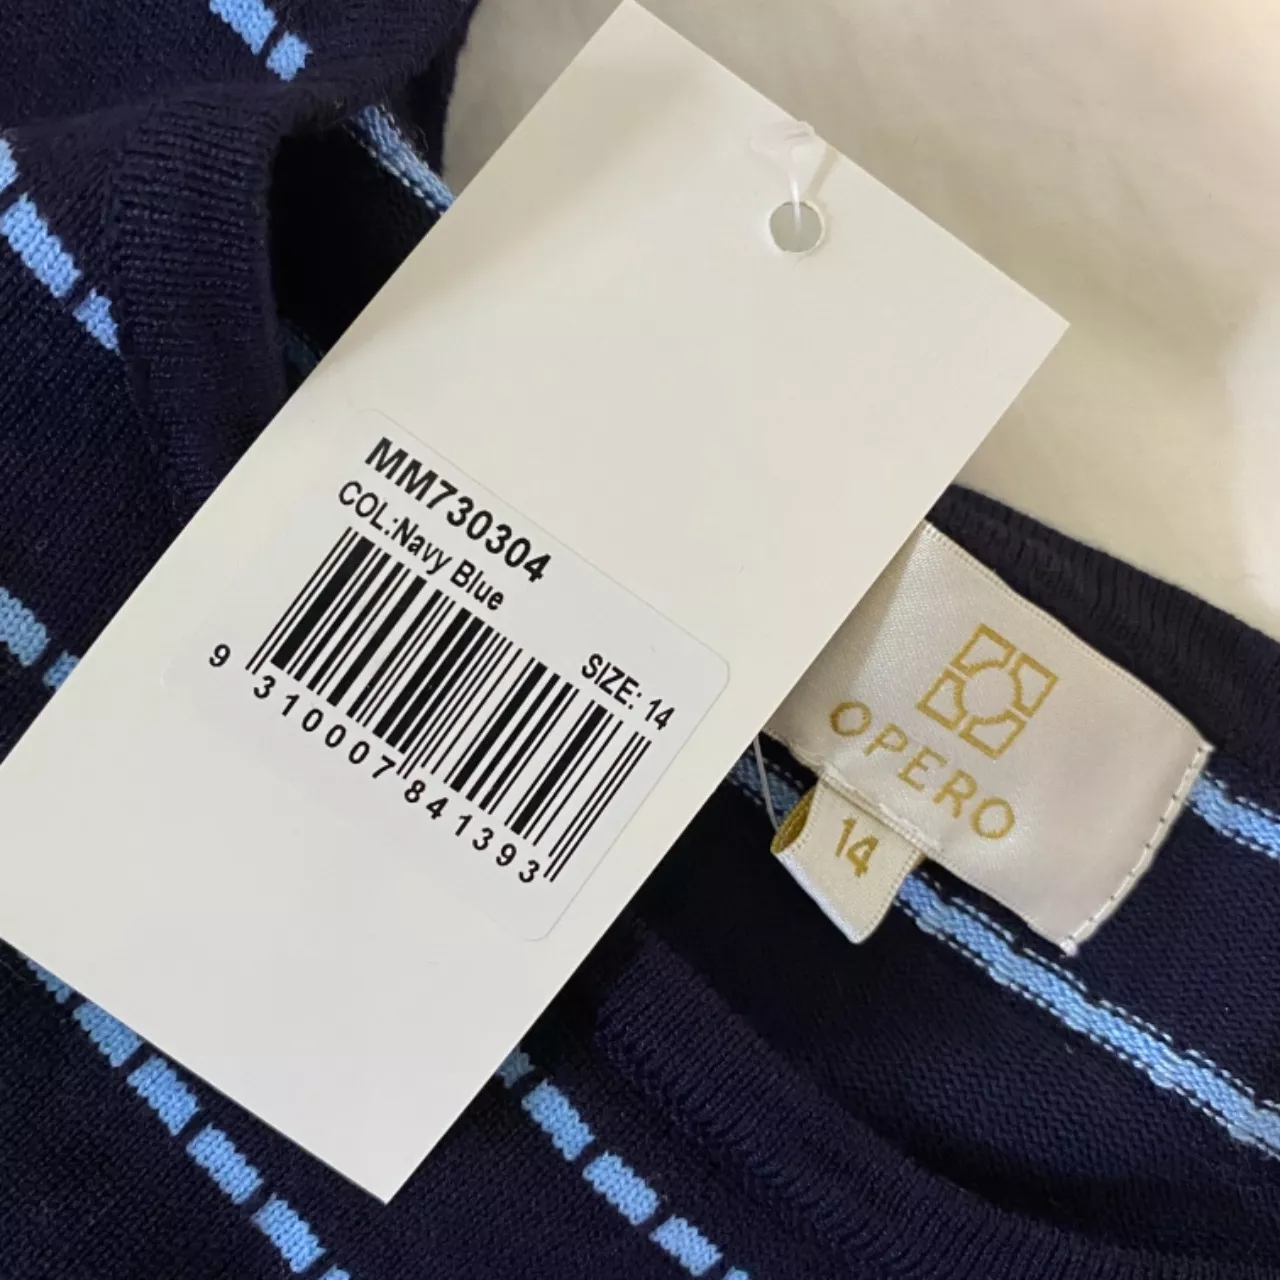 MM730304
COL:Navy Blue
SIZE: 14
9 310007 841393
OPERO
14